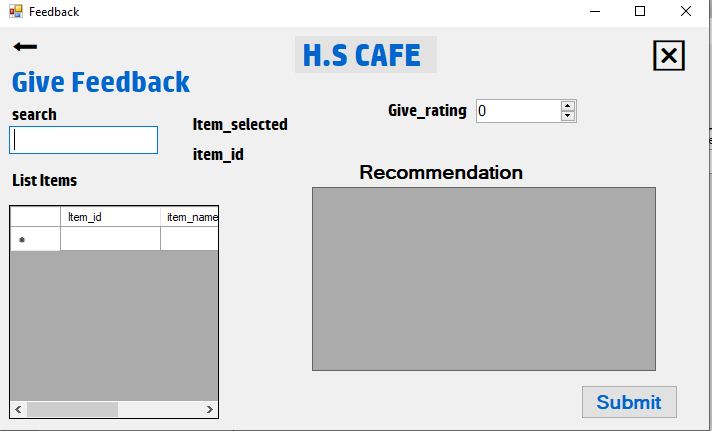 Feedback
H.S CAFE
Give Feedback
search
Item_selected
Give_rating 0
item_id
Recommendation
List Items
Item_id item_name
*
Submit